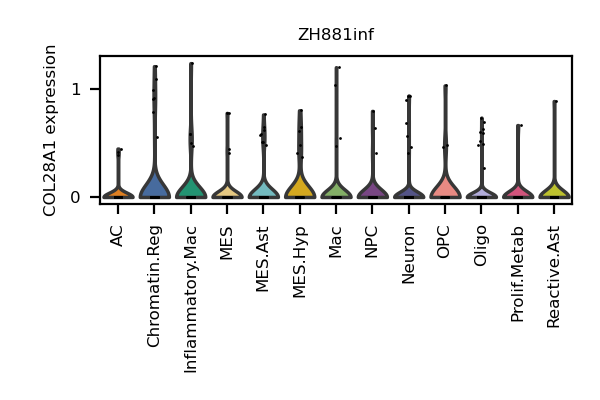 ZH881inf
COL28A1 expression
1
0
AC
Chromatin.Reg
Inflammatory.Mac
MES
MES.Ast
MES.Hyp
Mac
NPC
Neuron
OPC
Oligo
Prolif.Metab
Reactive.Ast